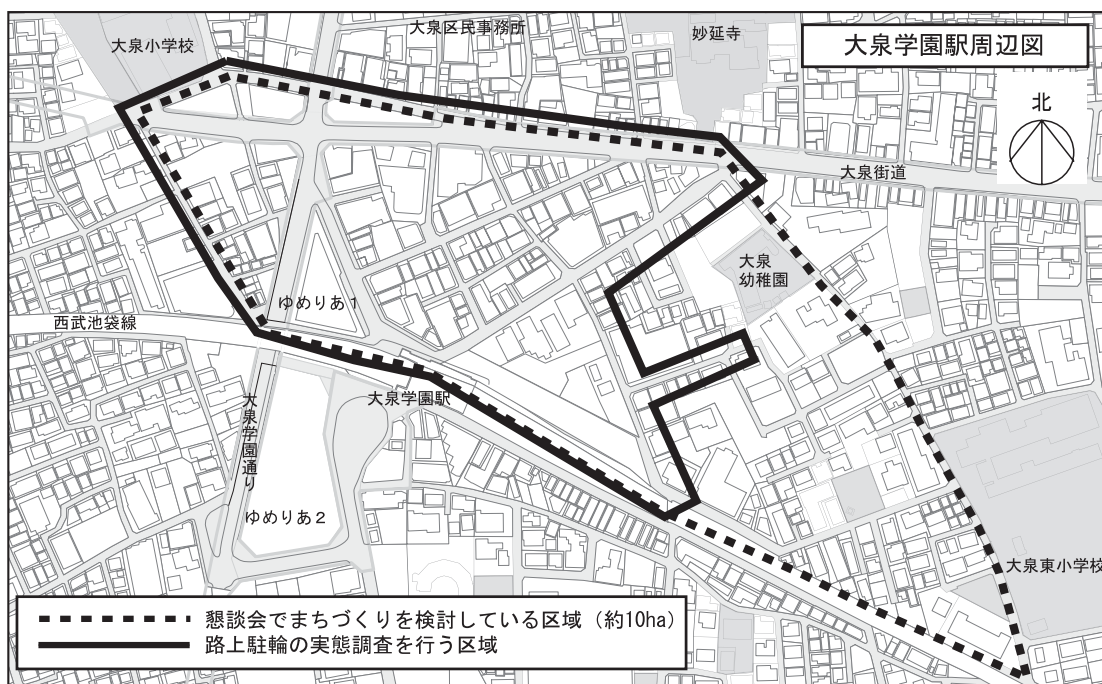 大泉学園駅周辺図
北
大泉小学校
大泉区民事務所
妙延寺
大泉街道
大泉
幼稚園
ゆめりあ1
西武池袋線
大泉学園駅
大泉学園通り
ゆめりあ2
大泉東小学校
懇談会でまちづくりを検討している区域（約10ha）
路上駐輪の実態調査を行う区域